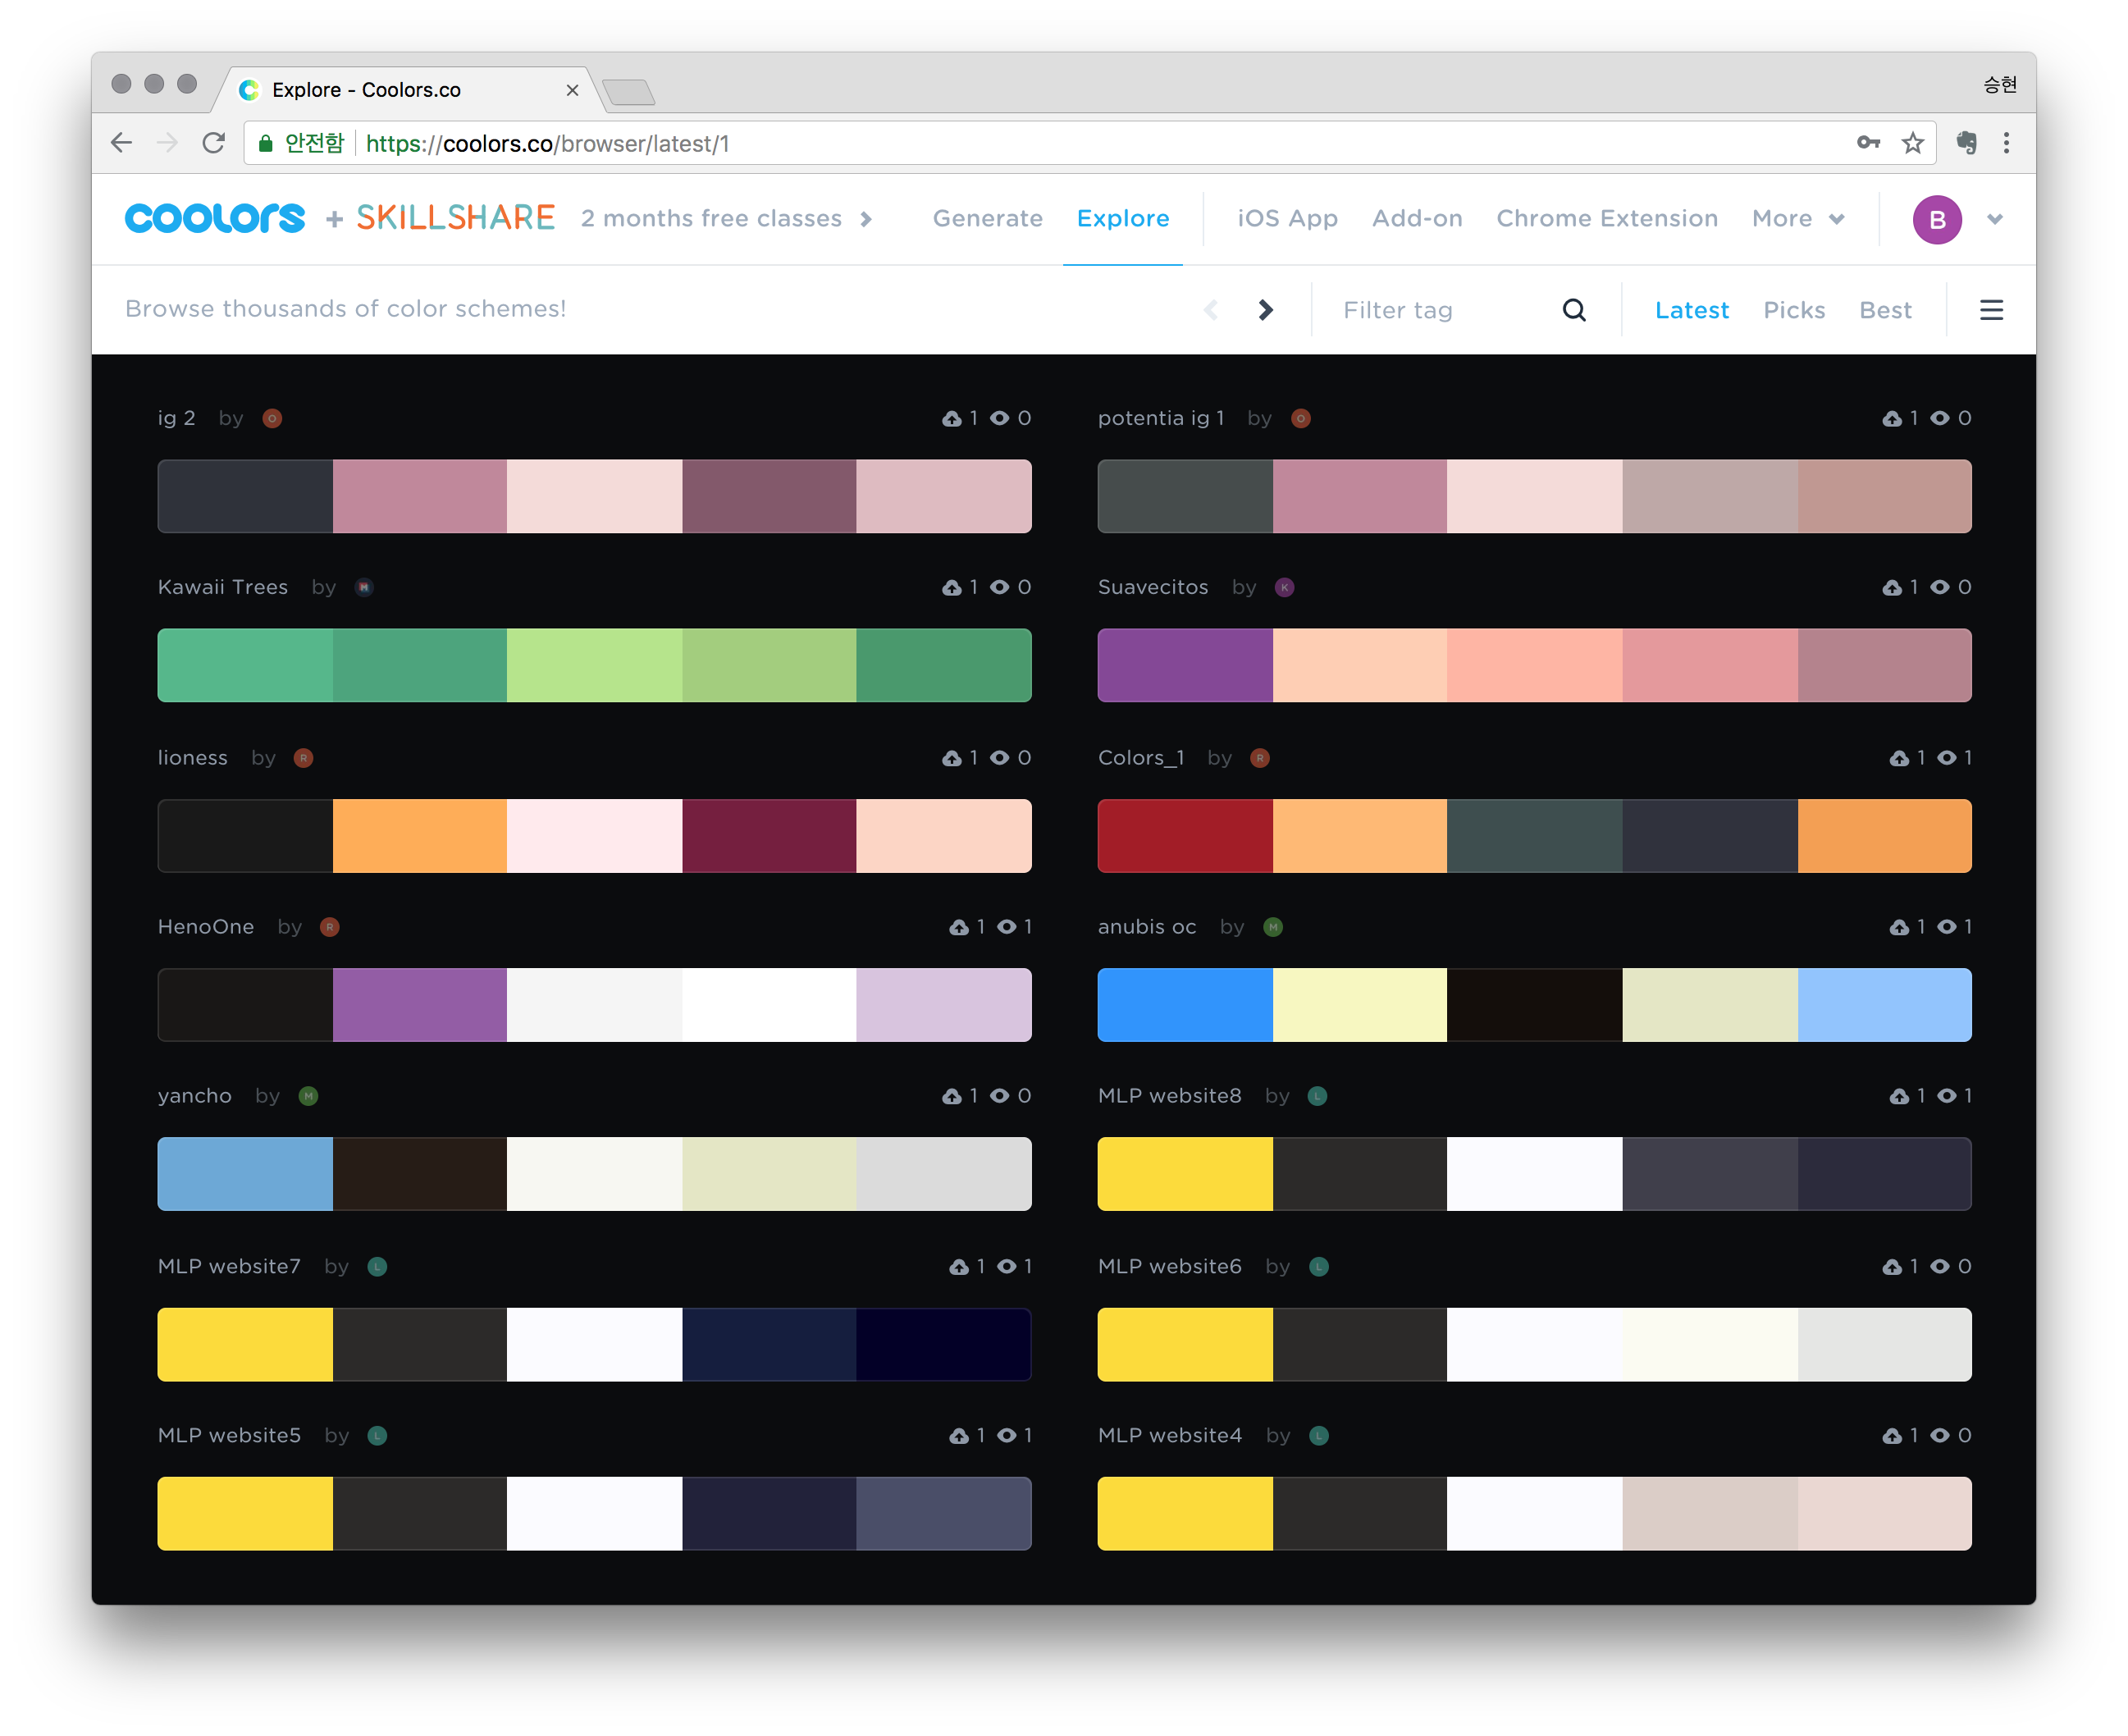 Explore - Coolors.co
승현
안전함 https://coolors.co/browser/latest/1
coolors + SKILLSHARE 2 months free classes Generate Explore iOS App Add-on Chrome Extension More B
Browse thousands of color schemes! Filter tag Latest Picks Best
ig 2 by O 1 0
potentia ig 1 by O 1 0
Kawaii Trees by M 1 0
Suavecitos by K 1 0
lioness by R 1 0
Colors_1 by R 1 1
HenoOne by R 1 1
anubis oc by M 1 1
yancho by M 1 0
MLP website8 by L 1 1
MLP website7 by L 1 1
MLP website6 by L 1 0
MLP website5 by L 1 1
MLP website4 by L 1 0